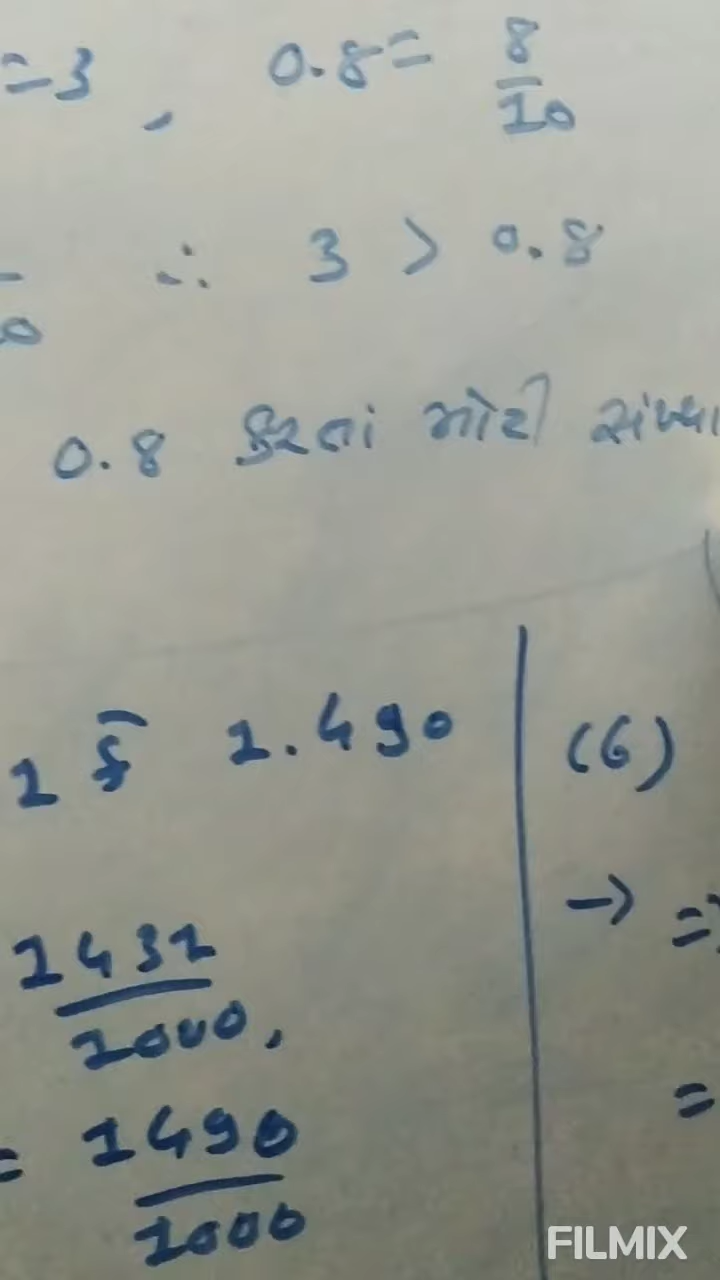 =3 , 0.8 = 8/10
∴ 3 > 0.8
0.8 કરતાં મોટી સંખ્યા
1 કે 1.490
(6)
1431/1000,
→ =
= 1490/1000
=
FILMIX